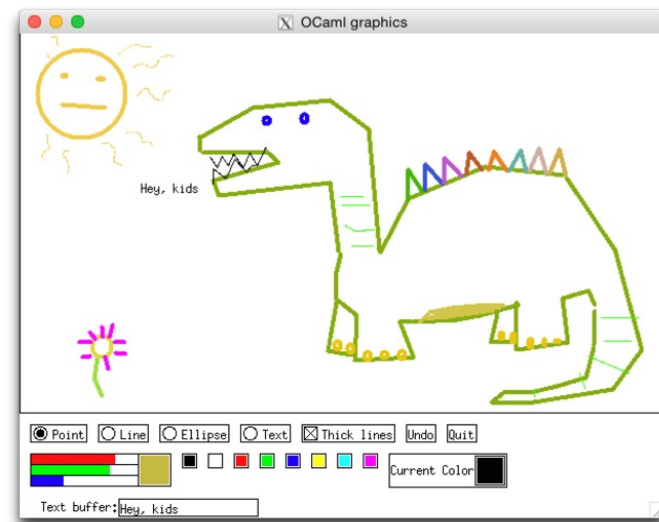 OCaml graphics
Hey, kids
Point Line Ellipse Text Thick lines Undo Quit
Current Color
Text buffer:Hey, kids